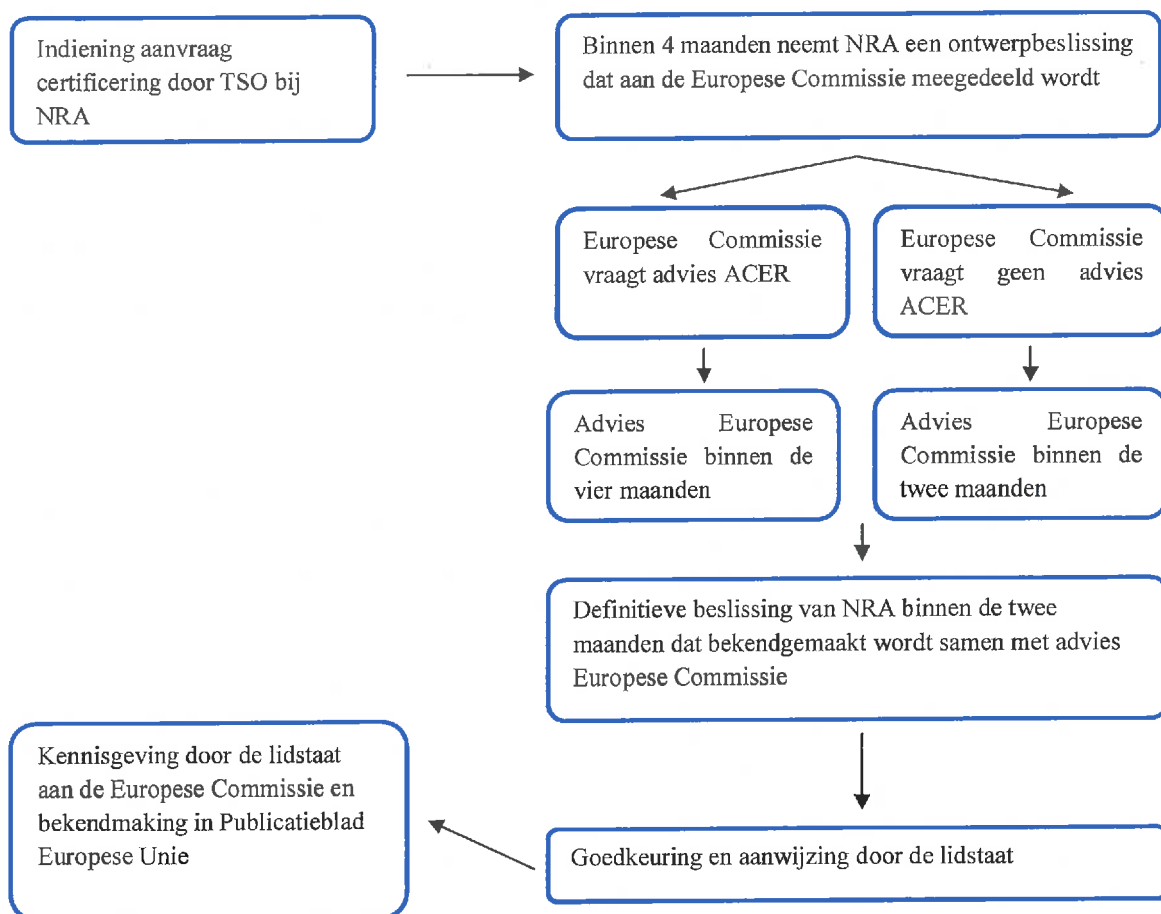 Indiening aanvraag
certificering door TSO bij
NRA
Binnen 4 maanden neemt NRA een ontwerpbeslissing
dat aan de Europese Commissie meegedeeld wordt
Europese Commissie
vraagt advies ACER
Europese Commissie
vraagt geen advies
ACER
Advies Europese
Commissie binnen de
vier maanden
Advies Europese
Commissie binnen de
twee maanden
Definitieve beslissing van NRA binnen de twee
maanden dat bekendgemaakt wordt samen met advies
Europese Commissie
Kennisgeving door de lidstaat
aan de Europese Commissie en
bekendmaking in Publicatieblad
Europese Unie
Goedkeuring en aanwijzing door de lidstaat